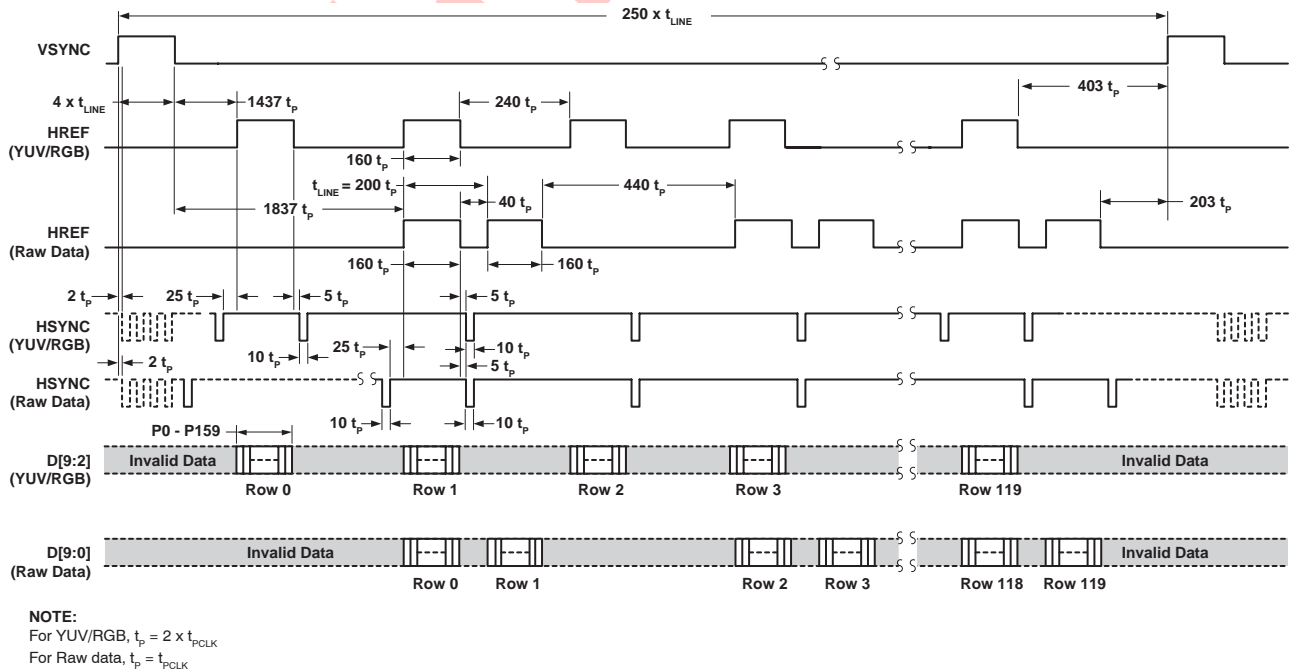 250 x tLINE
VSYNC
4 x tLINE
1437 tP
240 tP
403 tP
HREF
(YUV/RGB)
160 tP
tLINE = 200 tP
440 tP
1837 tP
40 tP
203 tP
HREF
(Raw Data)
160 tP
160 tP
2 tP
25 tP
5 tP
5 tP
HSYNC
(YUV/RGB)
10 tP
25 tP
10 tP
2 tP
5 tP
HSYNC
(Raw Data)
10 tP
10 tP
P0 - P159
D[9:2]
(YUV/RGB)
Invalid Data
Invalid Data
Row 0
Row 1
Row 2
Row 3
Row 119
D[9:0]
(Raw Data)
Invalid Data
Invalid Data
Row 0
Row 1
Row 2
Row 3
Row 118
Row 119
NOTE:
For YUV/RGB, tP = 2 x tPCLK
For Raw data, tP = tPCLK